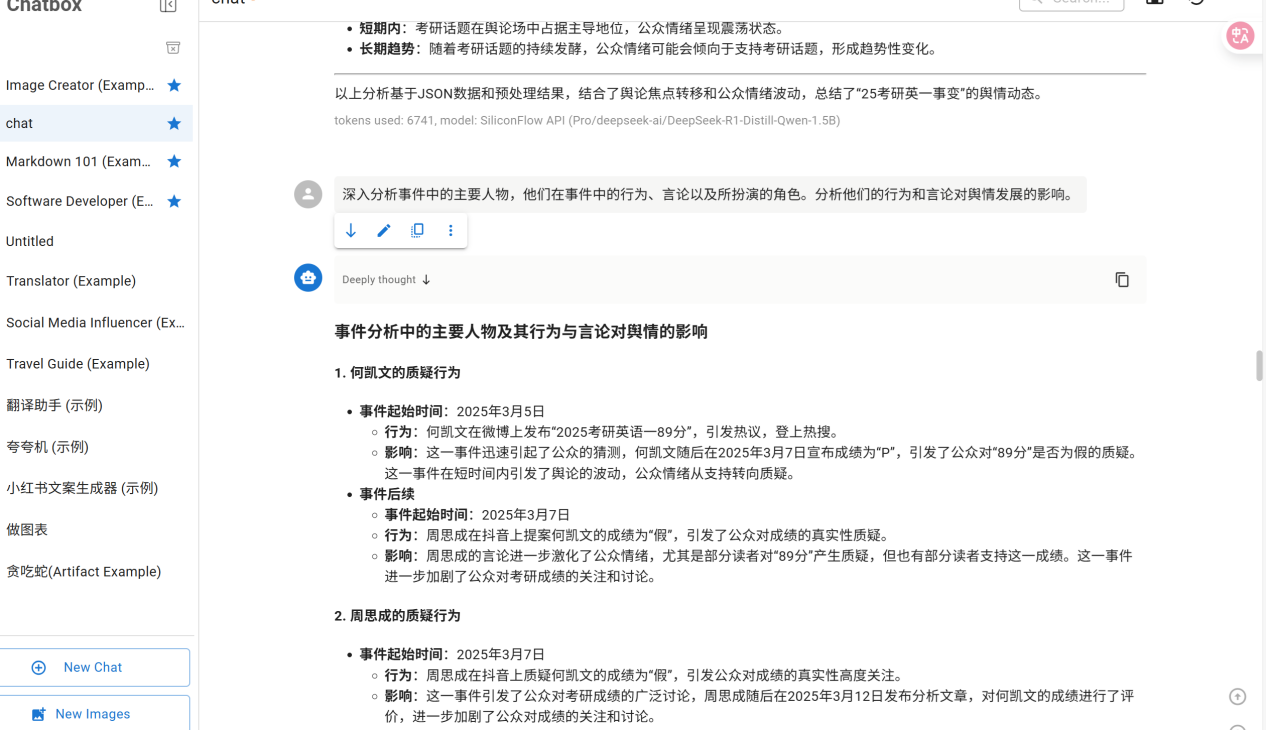 Chatbox
chat
Search...
Image Creator (Examp...
chat
Markdown 101 (Exam...
Software Developer (E...
Untitled
Translator (Example)
Social Media Influencer (Ex...
Travel Guide (Example)
翻译助手 (示例)
夸夸机 (示例)
小红书文案生成器 (示例)
做图表
贪吃蛇(Artifact Example)
New Chat
New Images
• 短期内：考研话题在舆论场中占据主导地位，公众情绪呈现震荡状态。
• 长期趋势：随着考研话题的持续发酵，公众情绪可能会倾向于支持考研话题，形成趋势性变化。
以上分析基于JSON数据和预处理结果，结合了舆论焦点转移和公众情绪波动，总结了“25考研英一事变”的舆情动态。
tokens used: 6741, model: SiliconFlow API (Pro/deepseek-ai/DeepSeek-R1-Distill-Qwen-1.5B)
深入分析事件中的主要人物，他们在事件中的行为、言论以及所扮演的角色。分析他们的行为和言论对舆情发展的影响。
Deeply thought ↓
事件分析中的主要人物及其行为与言论对舆情的影响
1. 何凯文的质疑行为
• 事件起始时间：2025年3月5日
○ 行为：何凯文在微博上发布“2025考研英语一89分”，引发热议，登上热搜。
○ 影响：这一事件迅速引起了公众的猜测，何凯文随后在2025年3月7日宣布成绩为“P”，引发了公众对“89分”是否为假的质疑。
这一事件在短时间内引发了舆论的波动，公众情绪从支持转向质疑。
• 事件后续
○ 事件起始时间：2025年3月7日
○ 行为：周思成在抖音上提案何凯文的成绩为“假”，引发了公众对成绩的真实性质疑。
○ 影响：周思成的言论进一步激化了公众情绪，尤其是部分读者对“89分”产生质疑，但也有部分读者支持这一成绩。这一事件
进一步加剧了公众对考研成绩的关注和讨论。
2. 周思成的质疑行为
• 事件起始时间：2025年3月7日
○ 行为：周思成在抖音上质疑何凯文的成绩为“假”，引发公众对成绩的真实性高度关注。
○ 影响：这一事件引发了公众对考研成绩的广泛讨论，周思成随后在2025年3月12日发布分析文章，对何凯文的成绩进行了评
价，进一步加剧了公众对成绩的关注和讨论。